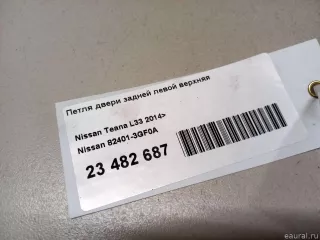 Петля двери задней левой верхняя
Nissan Teana L33 2014>
Nissan 82401-3GF0A
23 482 687
eaural.ru